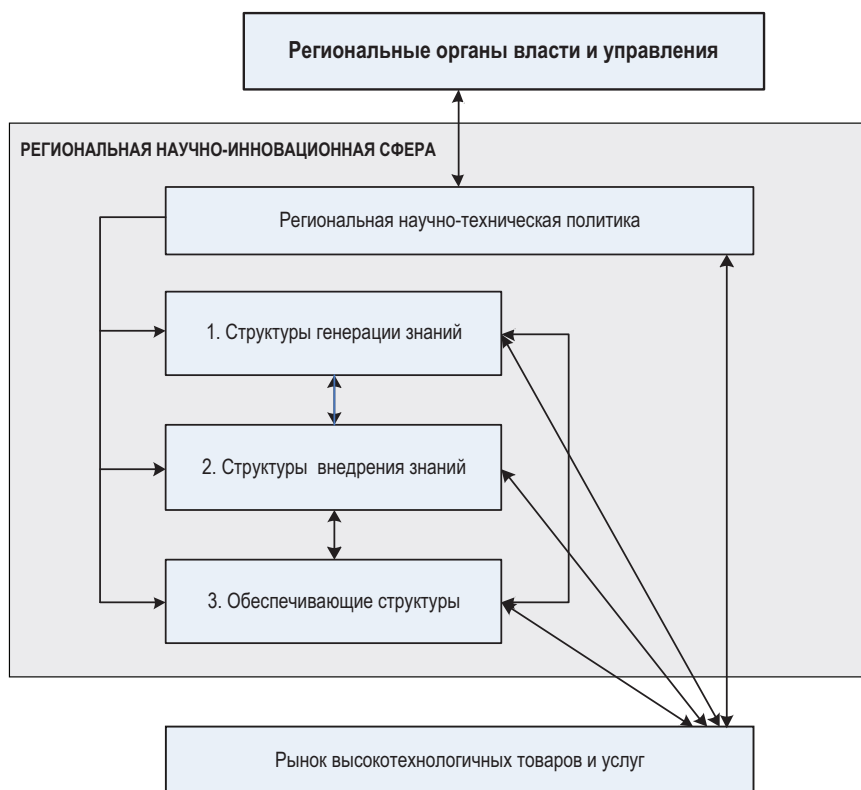 Региональные органы власти и управления
РЕГИОНАЛЬНАЯ НАУЧНО-ИННОВАЦИОННАЯ СФЕРА
Региональная научно-техническая политика
1. Структуры генерации знаний
2. Структуры внедрения знаний
3. Обеспечивающие структуры
Рынок высокотехнологичных товаров и услуг